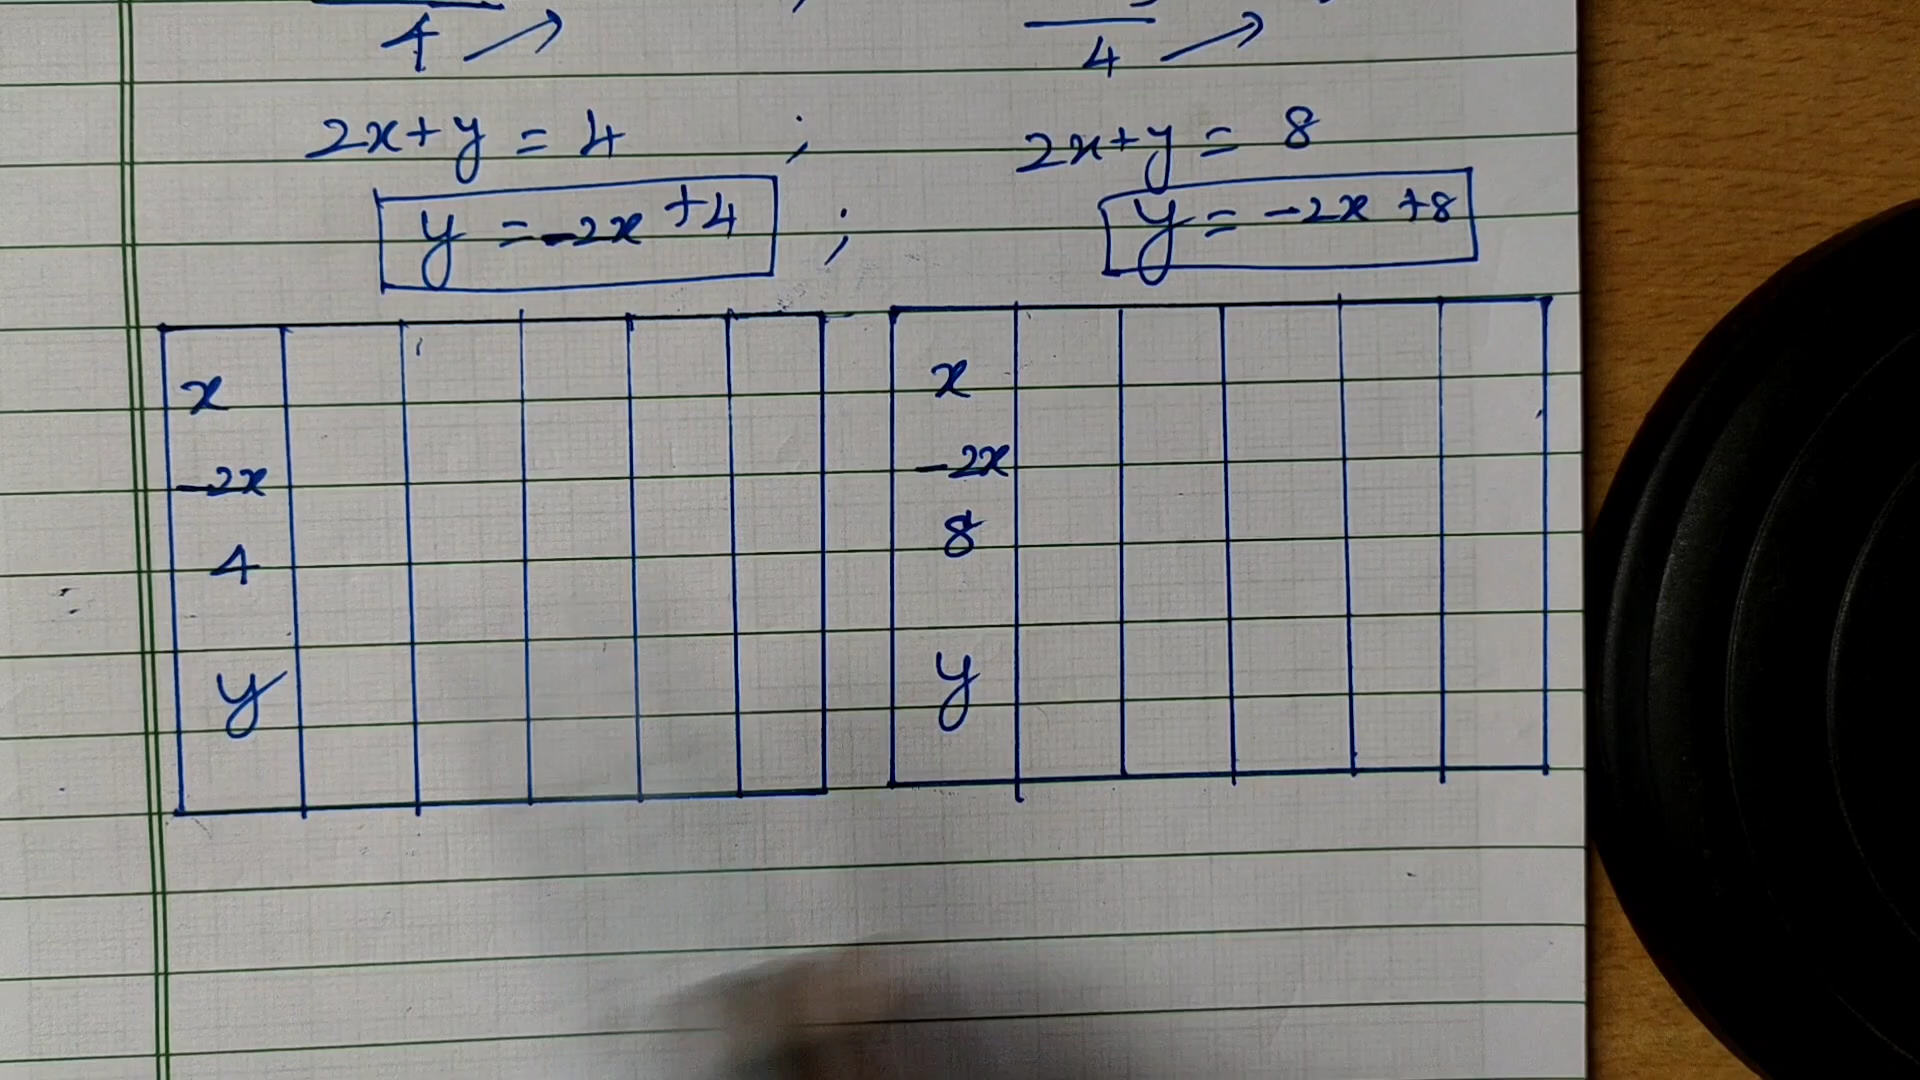 4 4
2x+y = 4 ; 2x+y = 8
y = -2x +4 ; y = -2x +8
x x
-2x -2x
4 8
y y